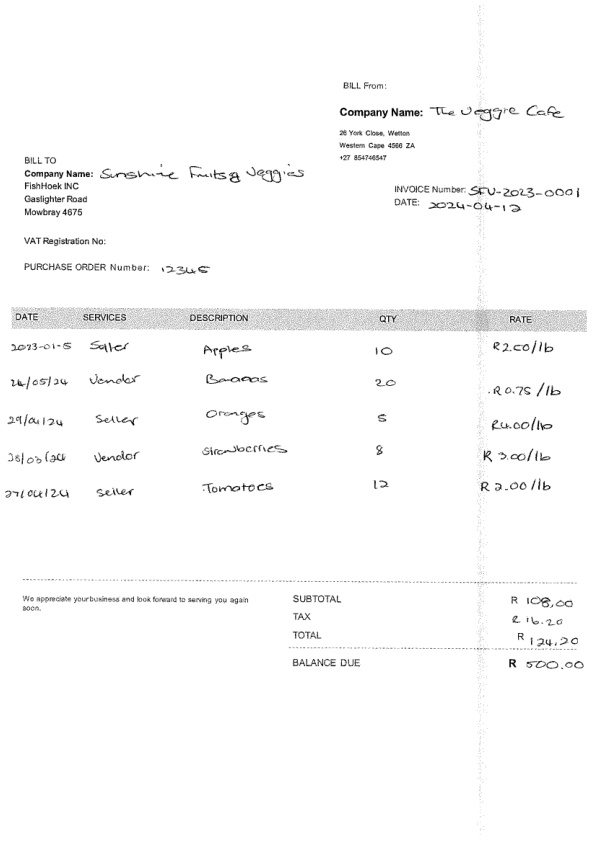 BILL From:
Company Name: The Veggie Cafe
26 York Close, Wetton
Western Cape 4566 ZA
+27 854746547
BILL TO
Company Name: Sunshine Fruits & Veggies
FishHoek INC
Gaslighter Road
Mowbray 4675
INVOICE Number: SFV-2023-0001
DATE: 2024-04-12
VAT Registration No:
PURCHASE ORDER Number: 12345
DATE SERVICES DESCRIPTION QTY RATE
2023-01-5 Apples 10 R2.00/lb
24/05/24 Vendor Bananas 20 R0.75/lb
29/01/24 Seller Oranges 5 R4.00/lb
28/03/24 Vendor Strawberries 8 R 3.00/lb
27/04/24 Seller Tomatoes 12 R 2.00/lb
We appreciate your business and look forward to serving you again
soon.
SUBTOTAL R 108,00
TAX R 16.20
TOTAL R 124,20
BALANCE DUE R 500.00